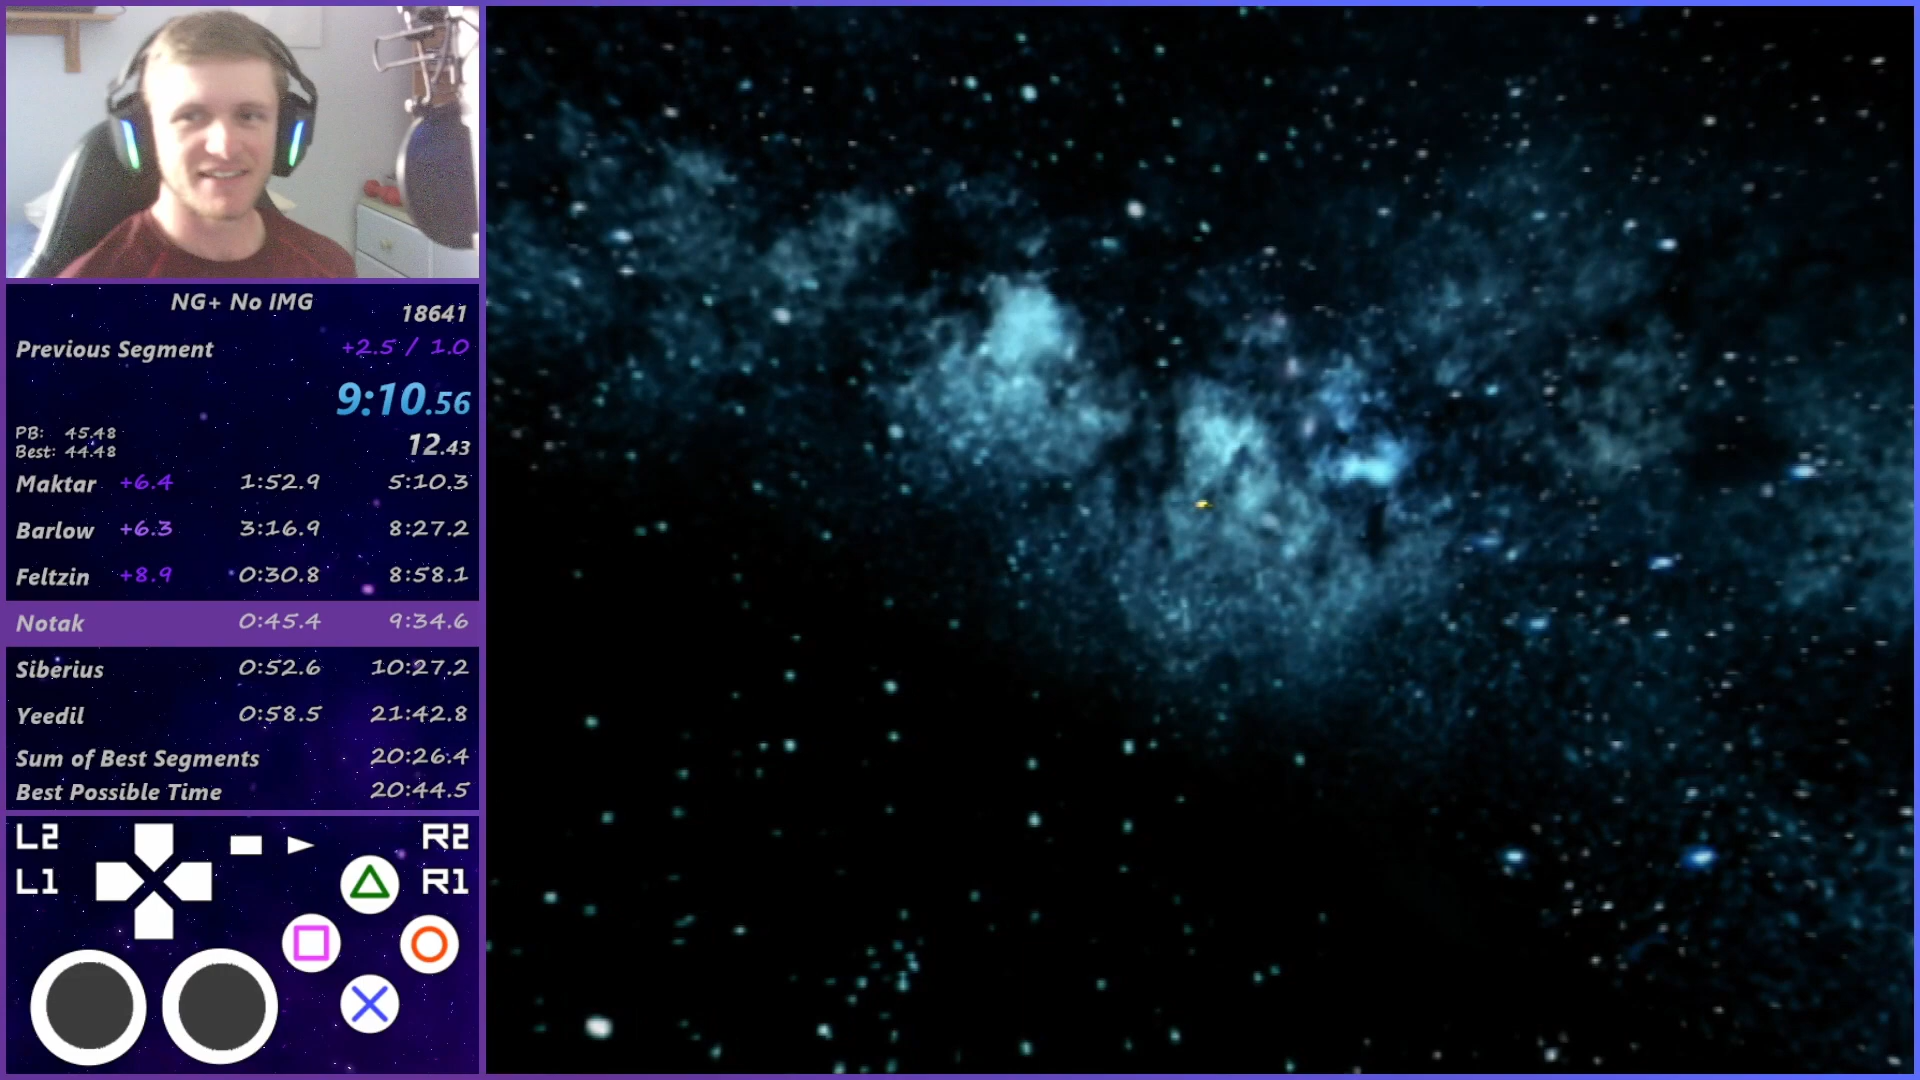 NG+ No IMG
18641
Previous Segment +2.5 / 1.0
9:10.56
PB: 45.48
Best: 44.48
12.43
Maktar +6.4 1:52.9 5:10.3
Barlow +6.3 3:16.9 8:27.2
Feltzin +8.9 0:30.8 8:58.1
Notak 0:45.4 9:34.6
Siberius 0:52.6 10:27.2
Yeedil 0:58.5 21:42.8
Sum of Best Segments 20:26.4
Best Possible Time 20:44.5
L2 R2
L1 R1